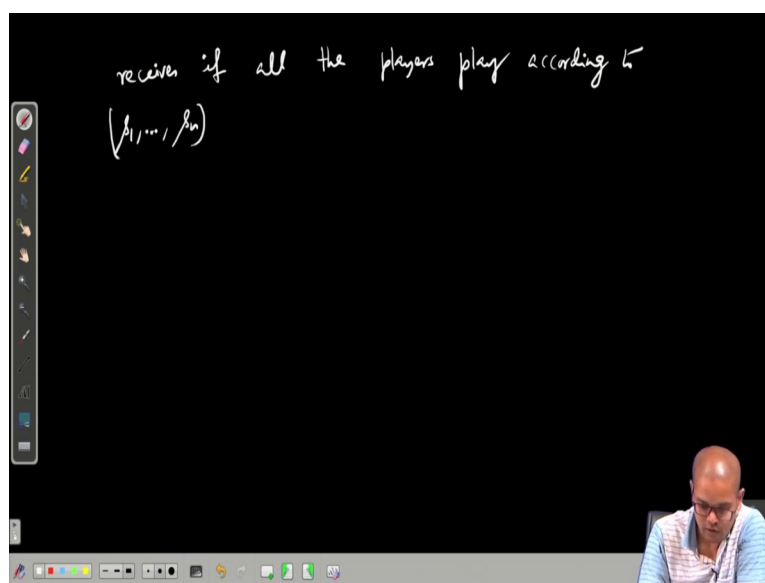 receives if all the players play according to
(s₁,..., sₙ)